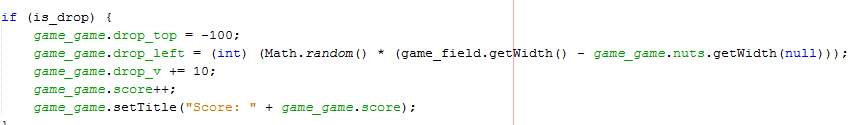 if (is_drop) {
game_game.drop_top = -100;
game_game.drop_left = (int) (Math.random() * (game_field.getWidth() - game_game.nuts.getWidth(null)));
game_game.drop_v += 10;
game_game.score++;
game_game.setTitle("Score: " + game_game.score);
}